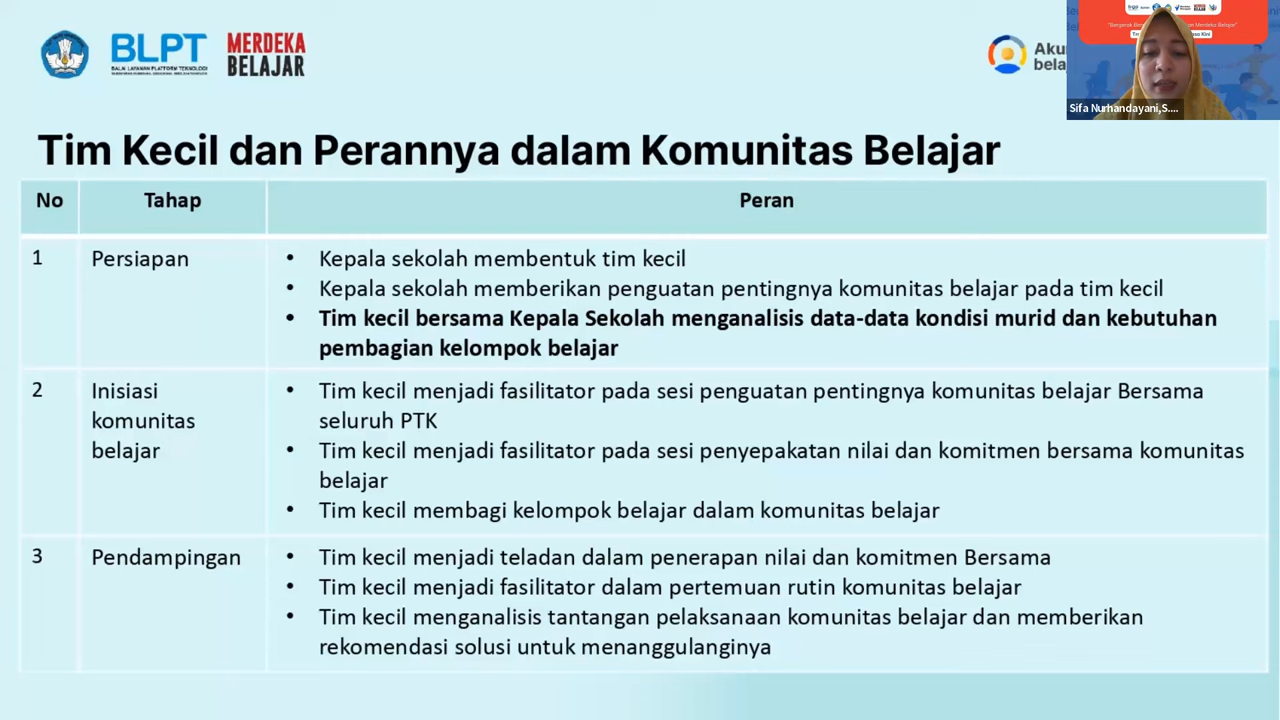 BLPT
MERDEKA
BELAJAR
Sifa Nurhandayani,S....
Tim Kecil dan Perannya dalam Komunitas Belajar
No Tahap Peran
1 Persiapan • Kepala sekolah membentuk tim kecil
• Kepala sekolah memberikan penguatan pentingnya komunitas belajar pada tim kecil
• Tim kecil bersama Kepala Sekolah menganalisis data-data kondisi murid dan kebutuhan
pembagian kelompok belajar
2 Inisiasi • Tim kecil menjadi fasilitator pada sesi penguatan pentingnya komunitas belajar Bersama
komunitas seluruh PTK
belajar • Tim kecil menjadi fasilitator pada sesi penyepakatan nilai dan komitmen bersama komunitas
belajar
• Tim kecil membagi kelompok belajar dalam komunitas belajar
3 Pendampingan • Tim kecil menjadi teladan dalam penerapan nilai dan komitmen Bersama
• Tim kecil menjadi fasilitator dalam pertemuan rutin komunitas belajar
• Tim kecil menganalisis tantangan pelaksanaan komunitas belajar dan memberikan
rekomendasi solusi untuk menanggulanginya